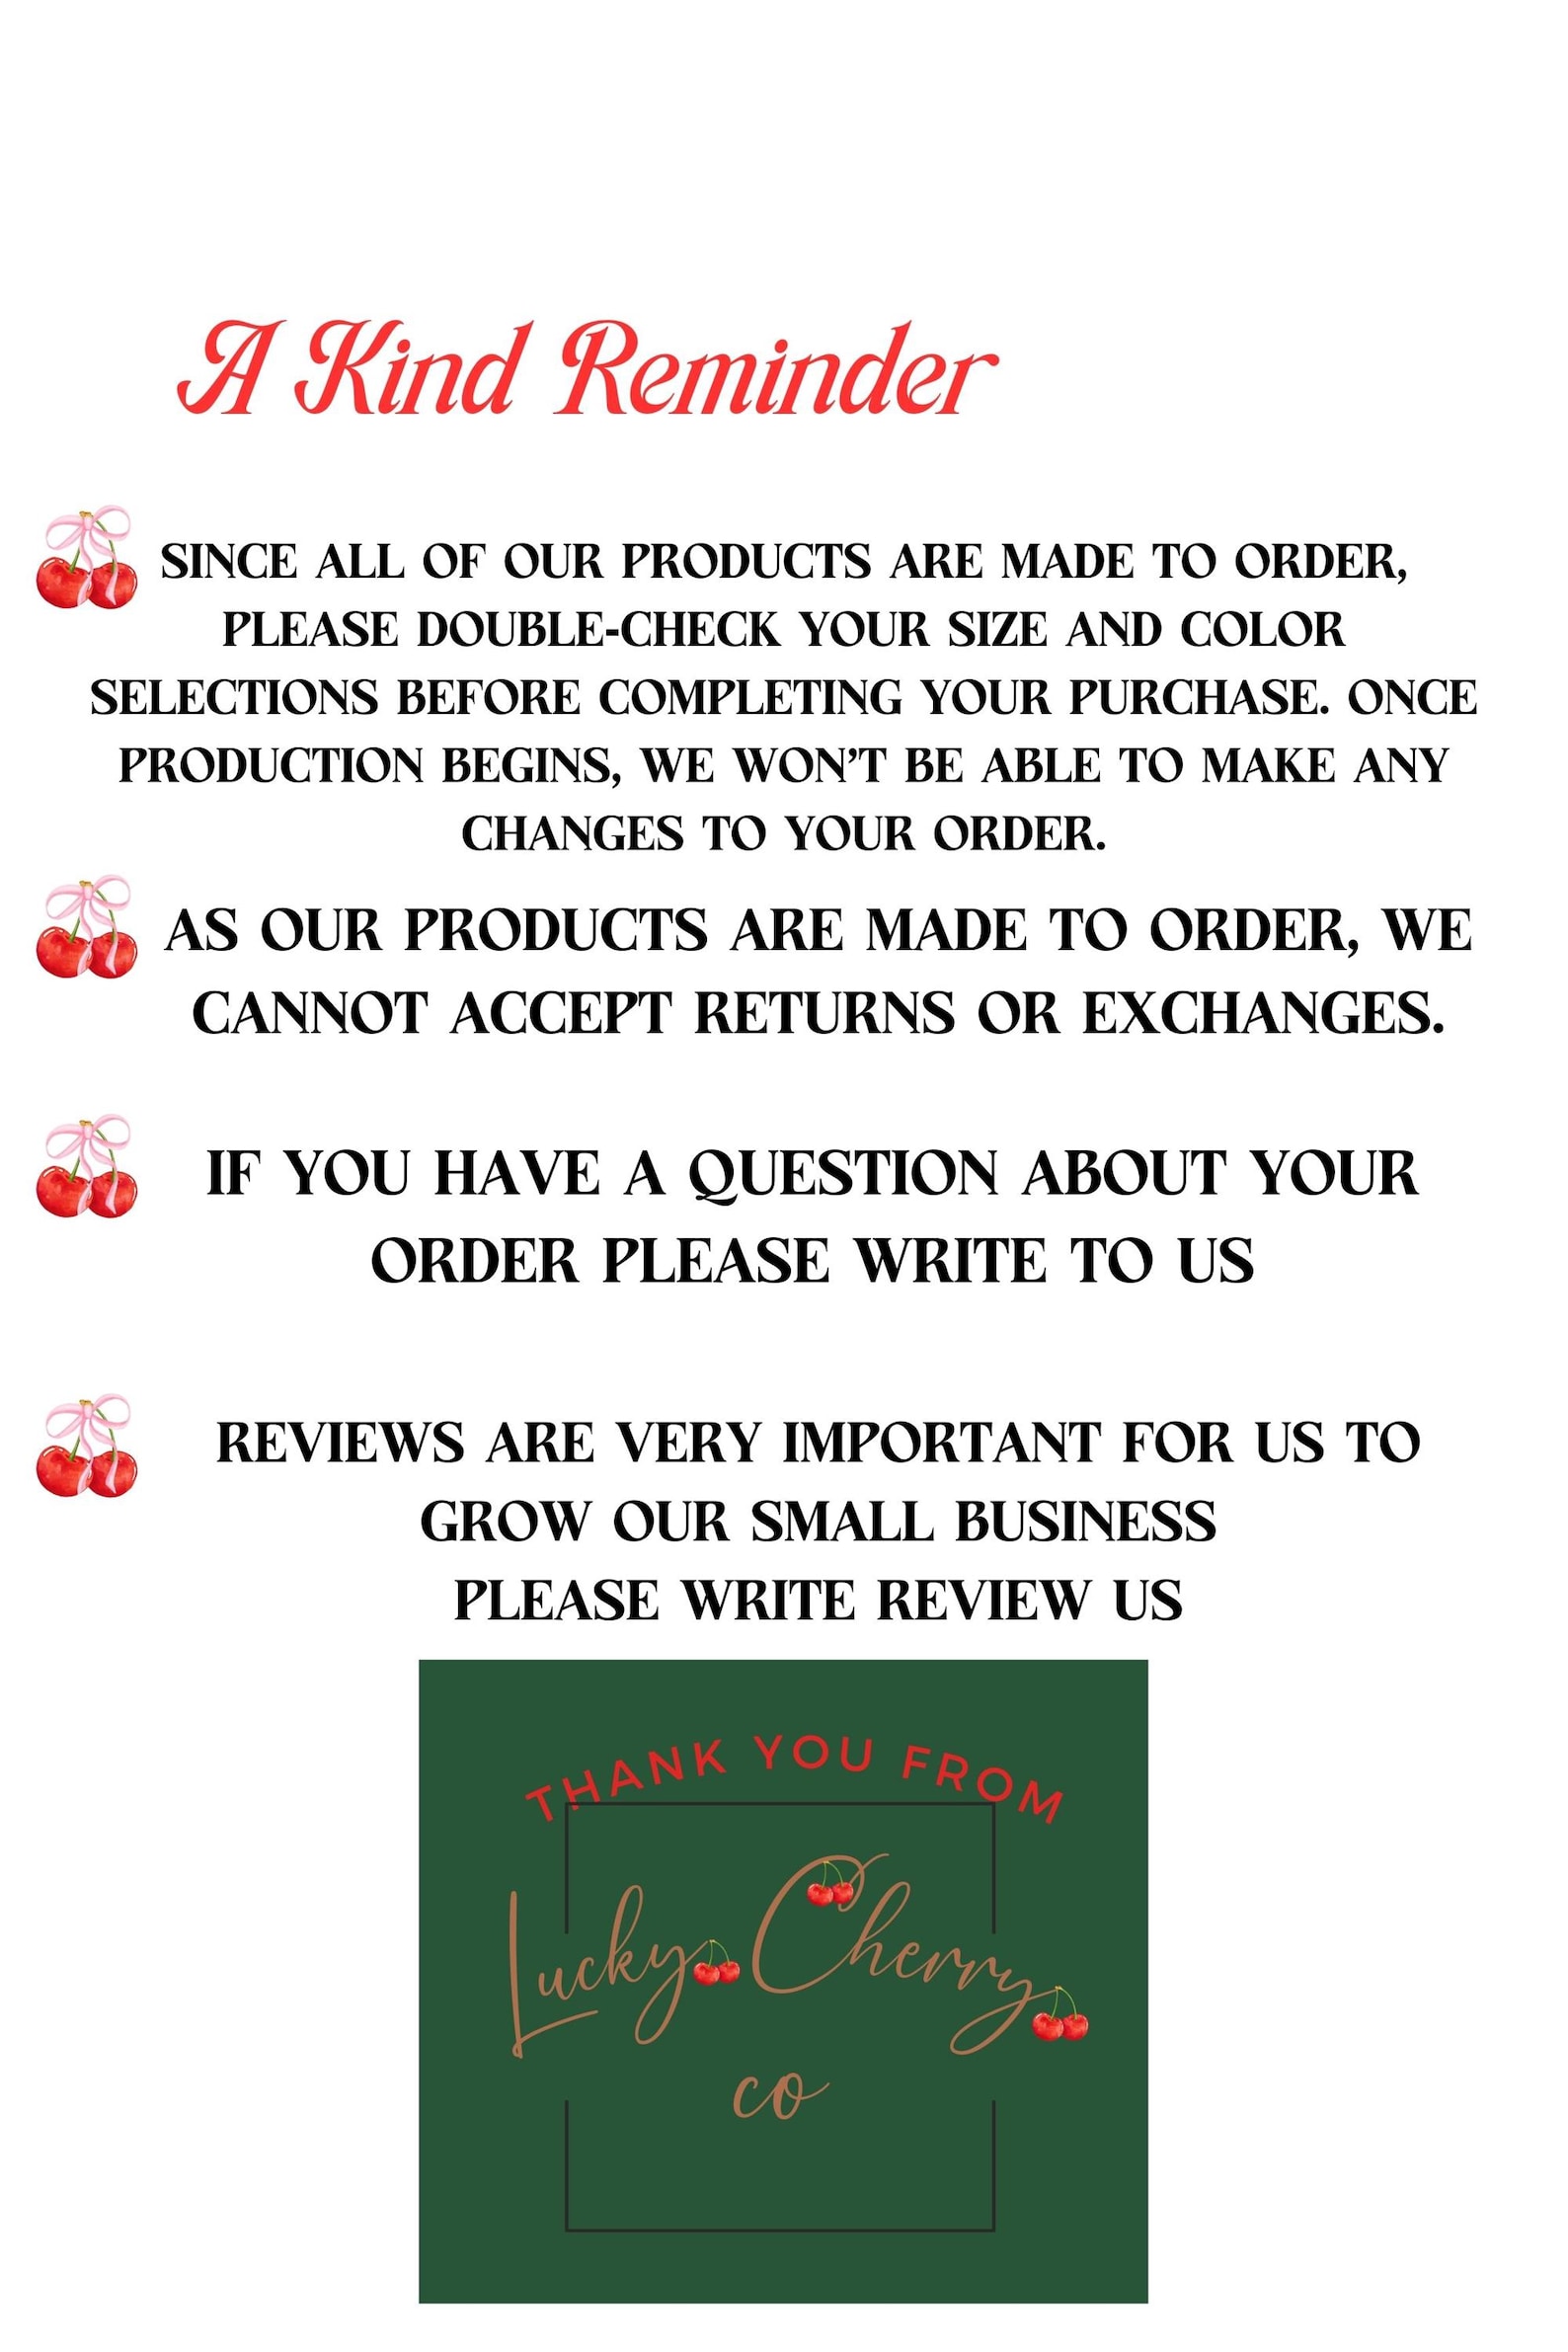 A Kind Reminder
SINCE ALL OF OUR PRODUCTS ARE MADE TO ORDER,
PLEASE DOUBLE-CHECK YOUR SIZE AND COLOR
SELECTIONS BEFORE COMPLETING YOUR PURCHASE. ONCE
PRODUCTION BEGINS, WE WON'T BE ABLE TO MAKE ANY
CHANGES TO YOUR ORDER.
AS OUR PRODUCTS ARE MADE TO ORDER, WE
CANNOT ACCEPT RETURNS OR EXCHANGES.
IF YOU HAVE A QUESTION ABOUT YOUR
ORDER PLEASE WRITE TO US
REVIEWS ARE VERY IMPORTANT FOR US TO
GROW OUR SMALL BUSINESS
PLEASE WRITE REVIEW US
THANK YOU FROM
Lucky Cherry
co